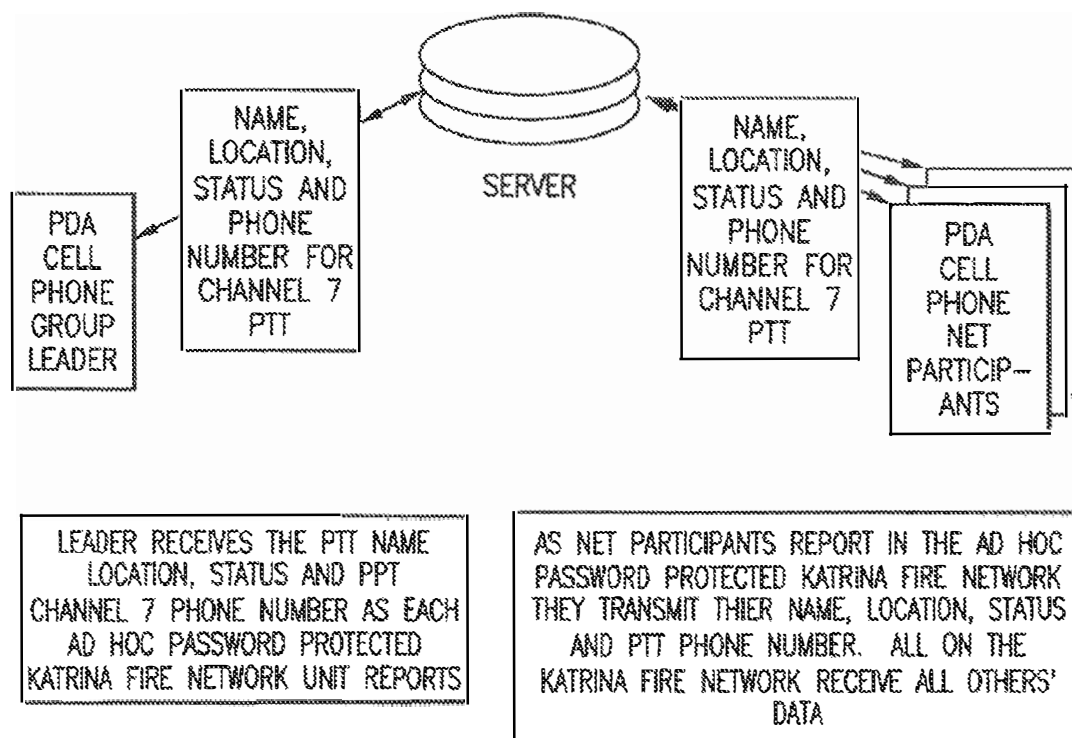 NAME,
LOCATION,
STATUS AND
PHONE
NUMBER FOR
CHANNEL 7
PTT
SERVER
NAME,
LOCATION,
STATUS AND
PHONE
NUMBER FOR
CHANNEL 7
PTT
PDA
CELL
PHONE
GROUP
LEADER
PDA
CELL
PHONE
NET
PARTICIP-
ANTS
LEADER RECEIVES THE PTT NAME
LOCATION, STATUS AND PPT
CHANNEL 7 PHONE NUMBER AS EACH
AD HOC PASSWORD PROTECTED
KATRINA FIRE NETWORK UNIT REPORTS
AS NET PARTICIPANTS REPORT IN THE AD HOC
PASSWORD PROTECTED KATRINA FIRE NETWORK
THEY TRANSMIT THIER NAME, LOCATION, STATUS
AND PTT PHONE NUMBER. ALL ON THE
KATRINA FIRE NETWORK RECEIVE ALL OTHERS'
DATA